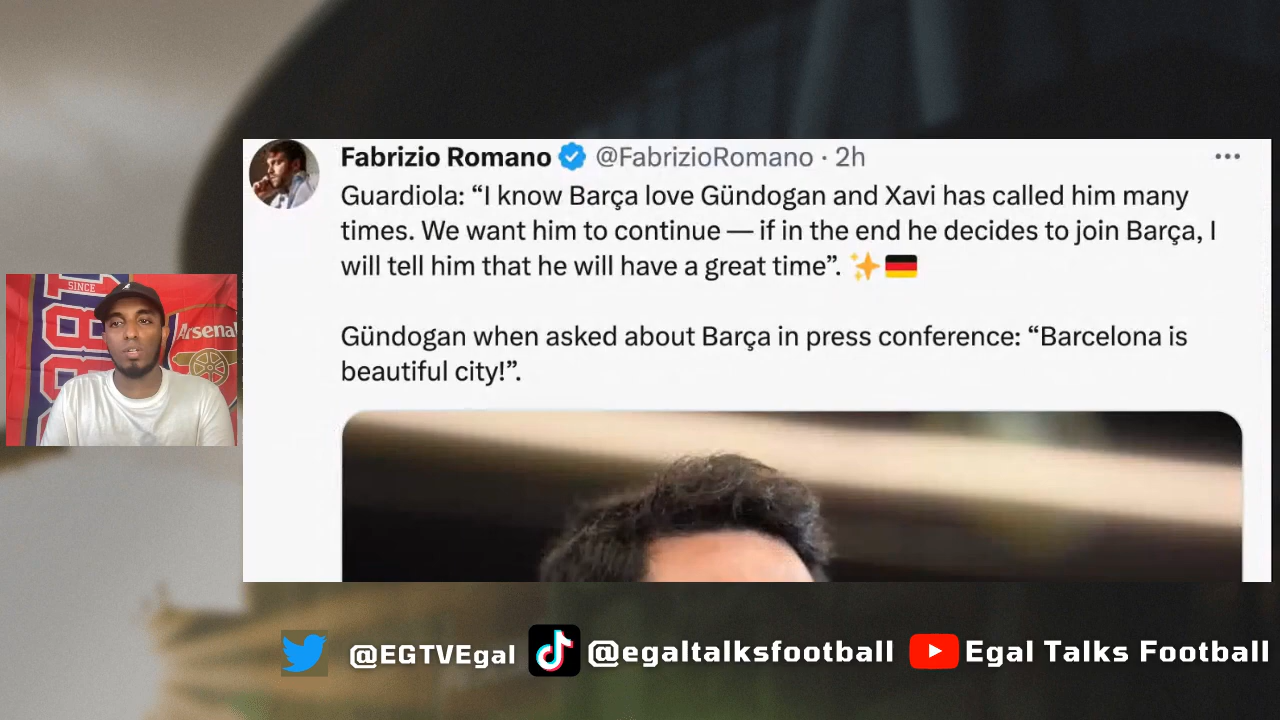 Fabrizio Romano @FabrizioRomano · 2h
Guardiola: “I know Barça love Gündogan and Xavi has called him many
times. We want him to continue — if in the end he decides to join Barça, I
will tell him that he will have a great time”. ✨🇩🇪
Gündogan when asked about Barça in press conference: “Barcelona is
beautiful city!”.
SINCE
Arsenal
@EGTVEgal @egaltalksfootball Egal Talks Football